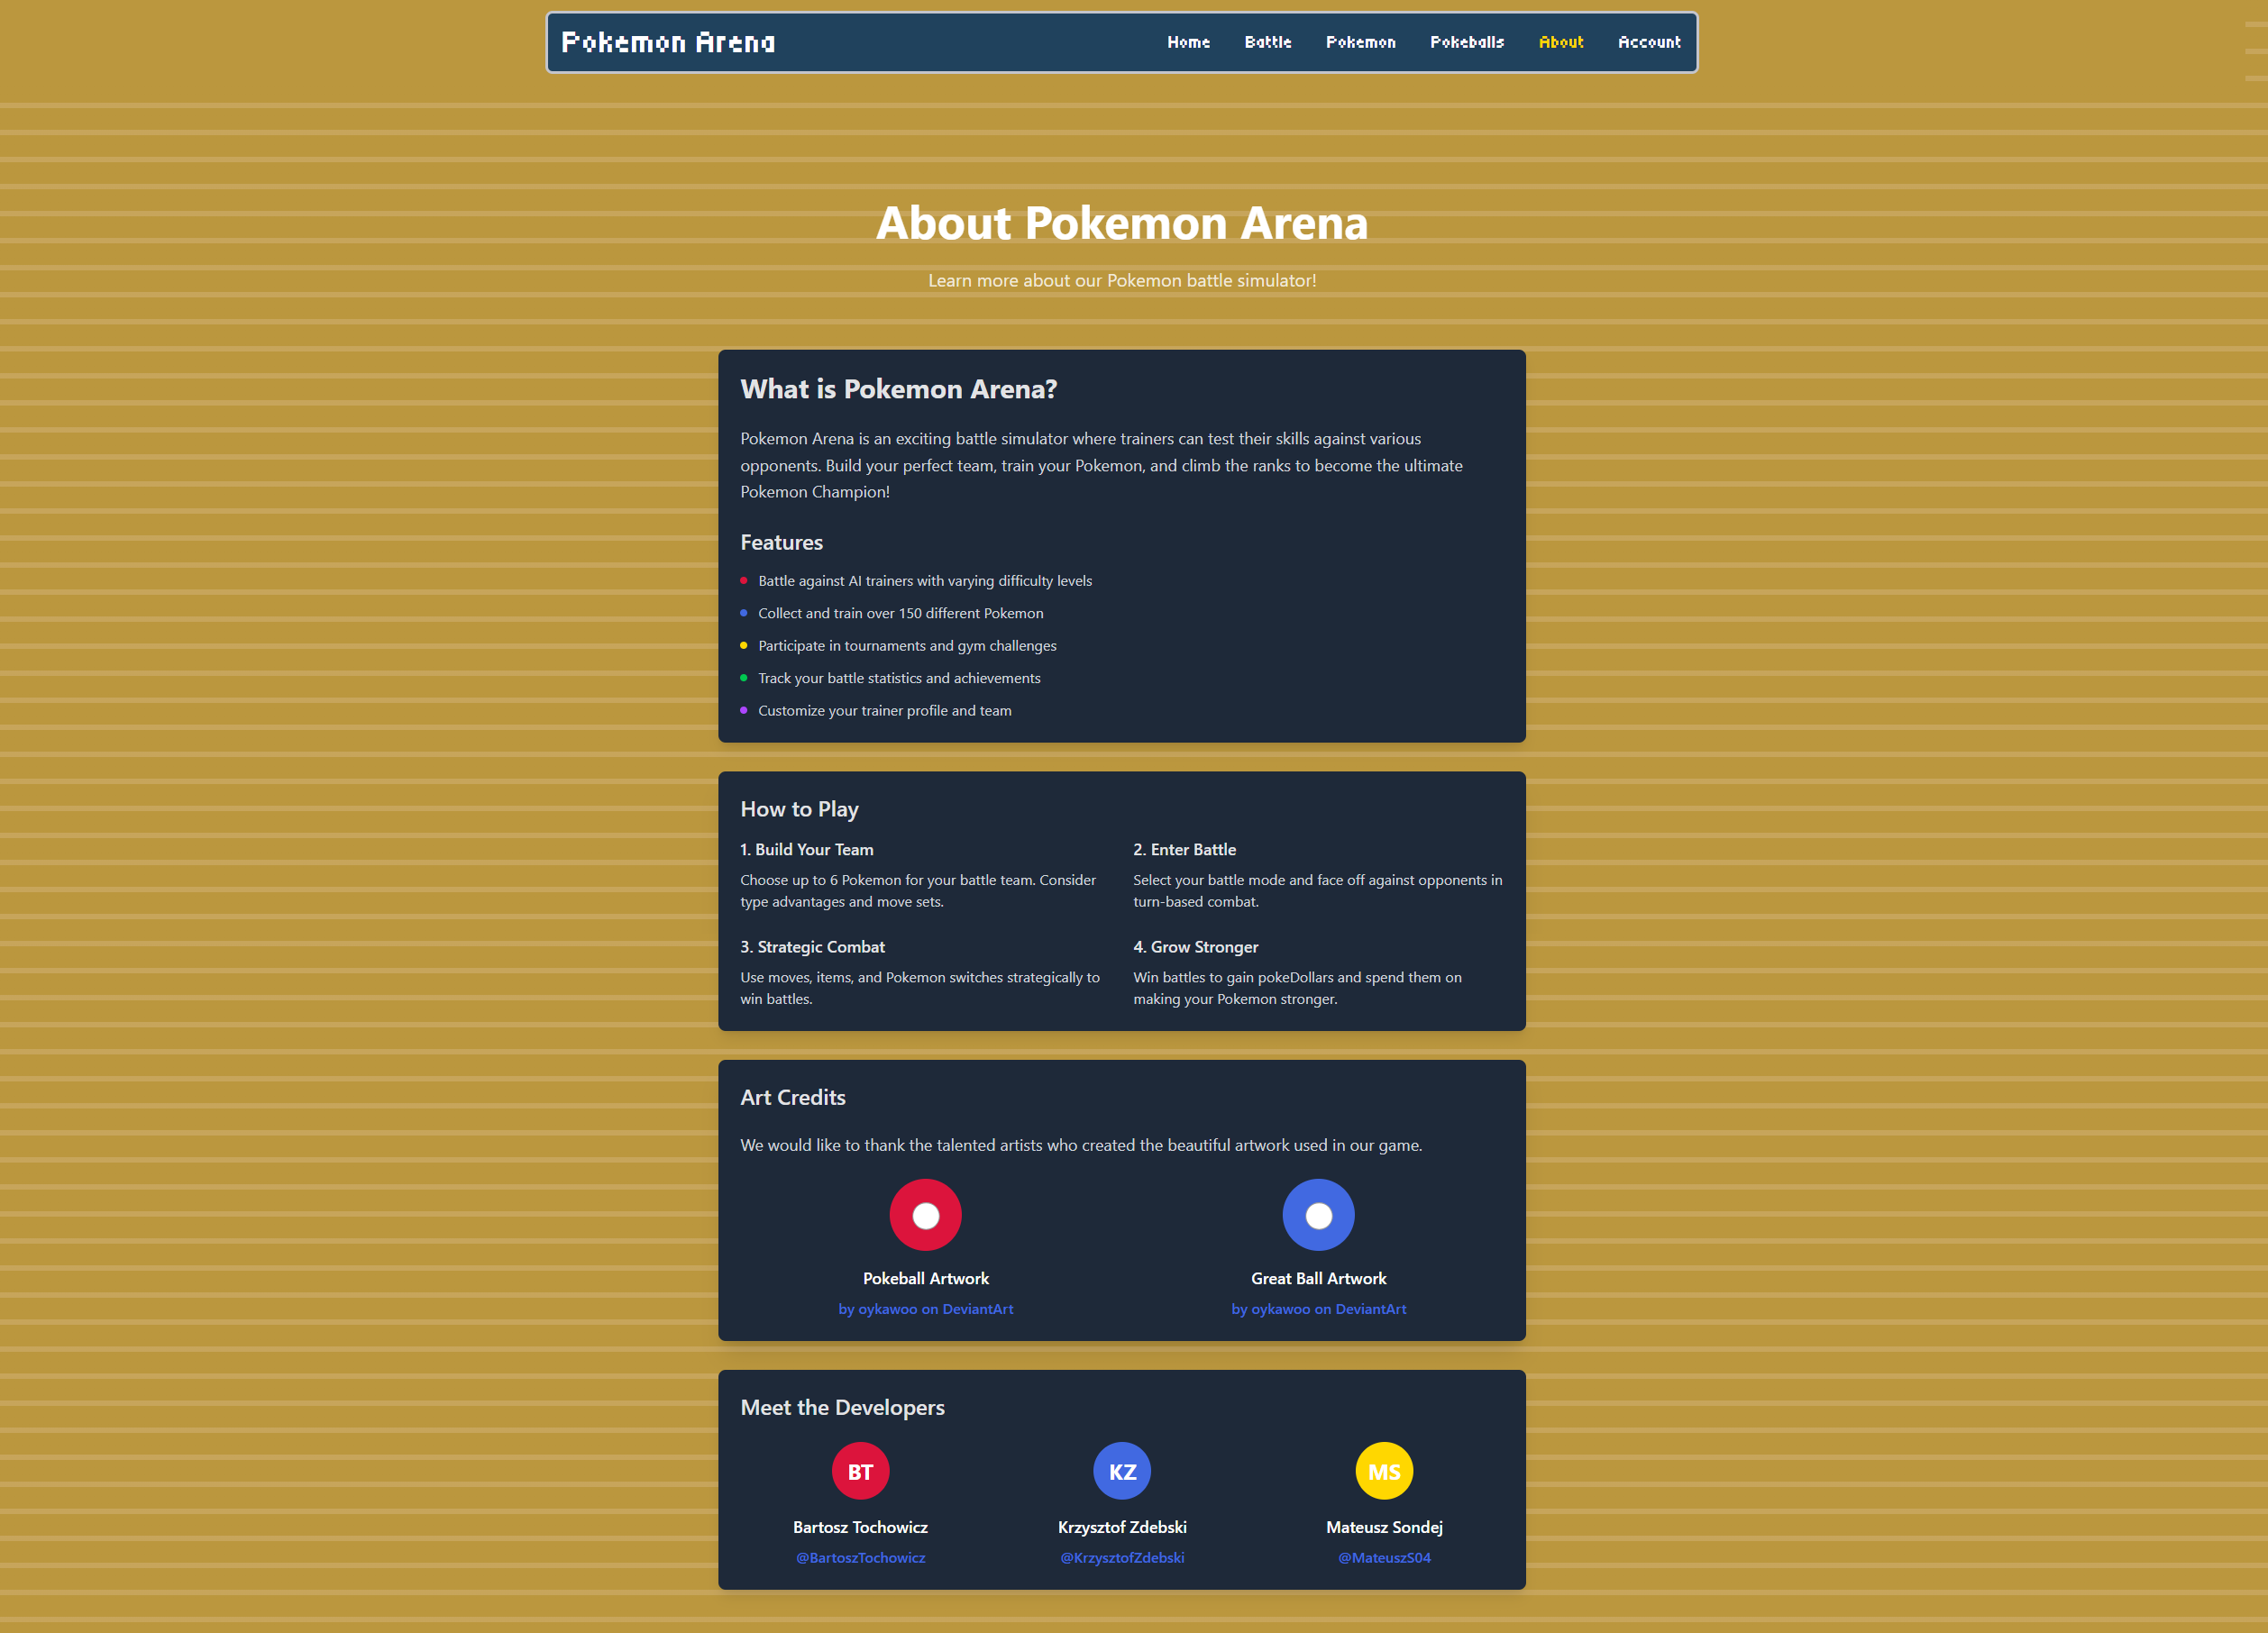 Pokemon Arena
Home Battle Pokemon Pokeballs About Account
About Pokemon Arena
Learn more about our Pokemon battle simulator!
What is Pokemon Arena?
Pokemon Arena is an exciting battle simulator where trainers can test their skills against various
opponents. Build your perfect team, train your Pokemon, and climb the ranks to become the ultimate
Pokemon Champion!
Features
Battle against AI trainers with varying difficulty levels
Collect and train over 150 different Pokemon
Participate in tournaments and gym challenges
Track your battle statistics and achievements
Customize your trainer profile and team
How to Play
1. Build Your Team
Choose up to 6 Pokemon for your battle team. Consider
type advantages and move sets.
2. Enter Battle
Select your battle mode and face off against opponents in
turn-based combat.
3. Strategic Combat
Use moves, items, and Pokemon switches strategically to
win battles.
4. Grow Stronger
Win battles to gain pokeDollars and spend them on
making your Pokemon stronger.
Art Credits
We would like to thank the talented artists who created the beautiful artwork used in our game.
Pokeball Artwork
by oykawoo on DeviantArt
Great Ball Artwork
by oykawoo on DeviantArt
Meet the Developers
BT
Bartosz Tochowicz
@BartoszTochowicz
KZ
Krzysztof Zdebski
@KrzysztofZdebski
MS
Mateusz Sondej
@MateuszS04